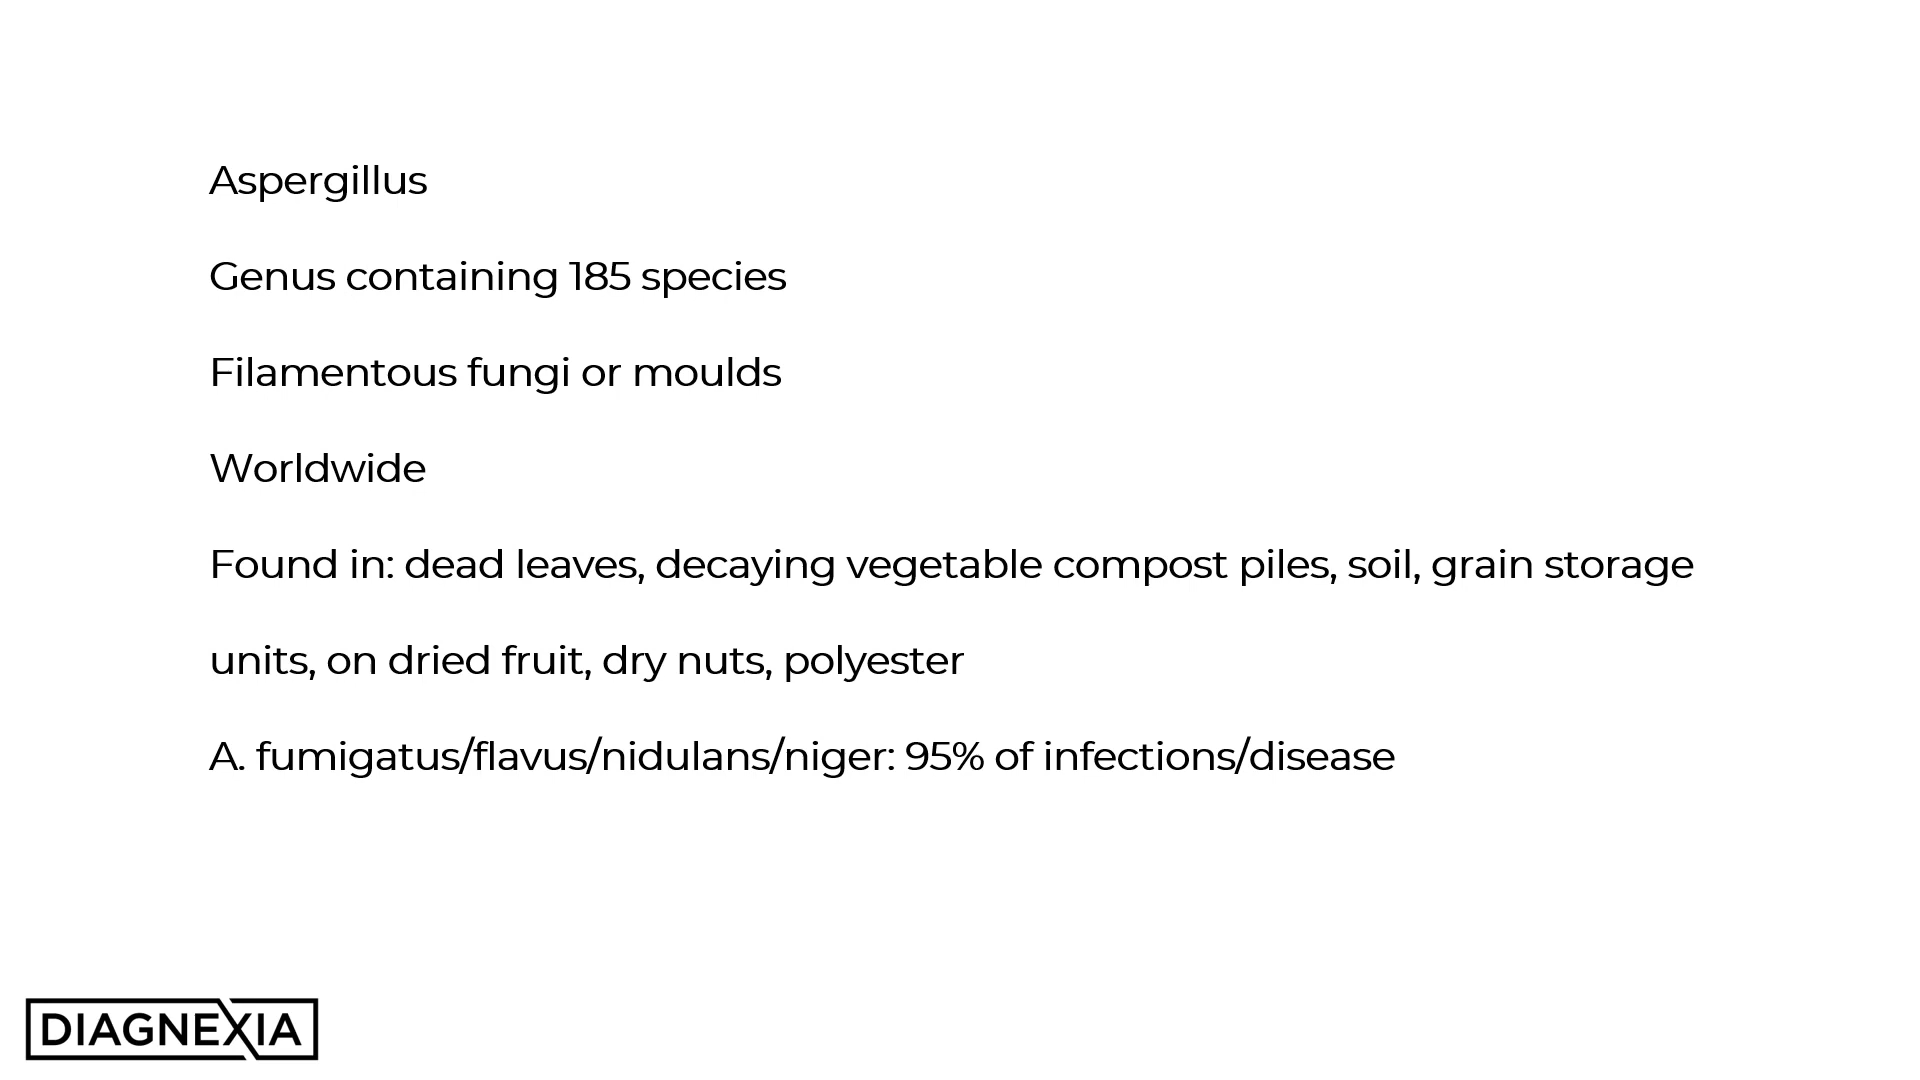 Aspergillus
Genus containing 185 species
Filamentous fungi or moulds
Worldwide
Found in: dead leaves, decaying vegetable compost piles, soil, grain storage
units, on dried fruit, dry nuts, polyester
A. fumigatus/flavus/nidulans/niger: 95% of infections/disease
DIAGNEXIA